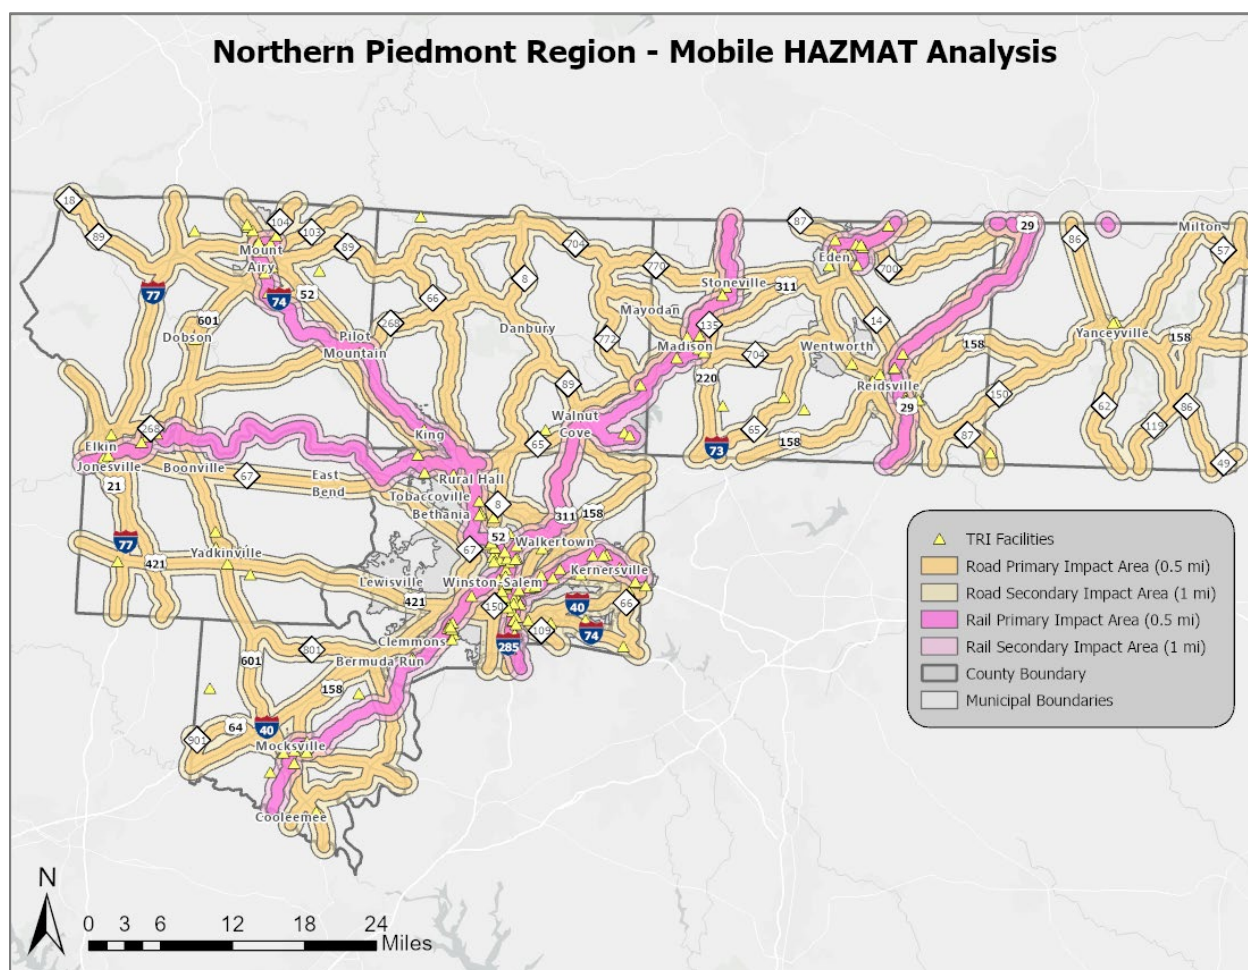 Northern Piedmont Region - Mobile HAZMAT Analysis
18
89
104
103
89
Mount
Airy
77
74
52
601
Dobson
Pilot
Mountain
268
66
8
704
Danbury
772
770
Mayodan
Stoneville
311
135
Madison
704
220
87
Eden
700
14
Wentworth
Reidsville
29
29
158
86
Milton
57
Yanceyville
158
150
62
86
119
87
49
65
158
73
89
Walnut
Cove
65
King
Rural Hall
Tobaccoville
Bethania
8
268
Elkin
Jonesville
Boonville
67
East
Bend
21
77
421
Yadkinville
Lewisville
421
67
52
311
158
Walkertown
Winston-Salem
Kernersville
150
40
66
74
109
285
Clemmons
Bermuda Run
801
601
158
64
40
901
Mocksville
Cooleemee
TRI Facilities
Road Primary Impact Area (0.5 mi)
Road Secondary Impact Area (1 mi)
Rail Primary Impact Area (0.5 mi)
Rail Secondary Impact Area (1 mi)
County Boundary
Municipal Boundaries
N
0 3 6 12 18 24
Miles